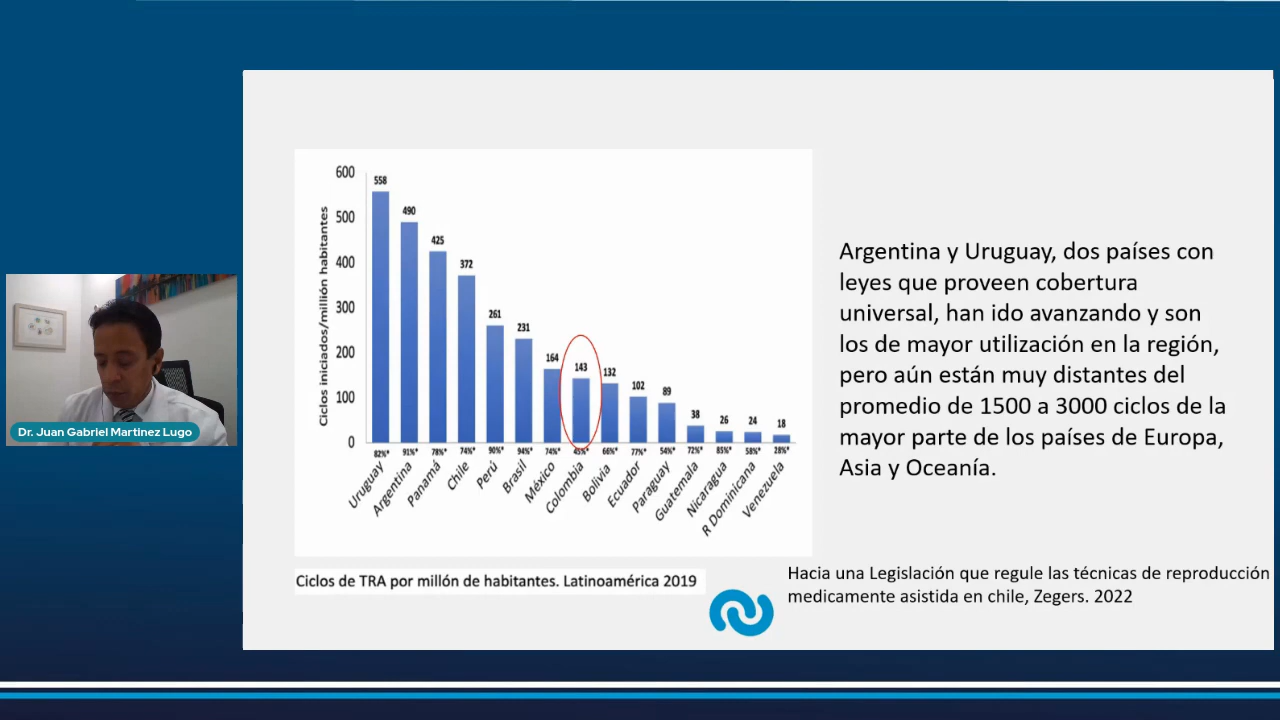 Dr. Juan Gabriel Martinez Lugo
Ciclos iniciados/millión habitantes
600
500
400
300
200
100
0
558
490
425
372
261
231
164
143
132
102
89
38
26
24
18
82%*
91%*
78%*
74%*
90%*
94%*
74%*
45%*
66%*
77%*
54%*
72%*
85%*
58%*
28%*
Uruguay
Argentina
Panamá
Chile
Perú
Brasil
México
Colombia
Bolivia
Ecuador
Paraguay
Guatemala
Nicaragua
R Dominicana
Venezuela
Ciclos de TRA por millón de habitantes. Latinoamérica 2019
Argentina y Uruguay, dos países con
leyes que proveen cobertura
universal, han ido avanzando y son
los de mayor utilización en la región,
pero aún están muy distantes del
promedio de 1500 a 3000 ciclos de la
mayor parte de los países de Europa,
Asia y Oceanía.
Hacia una Legislación que regule las técnicas de reproducción
medicamente asistida en chile, Zegers. 2022